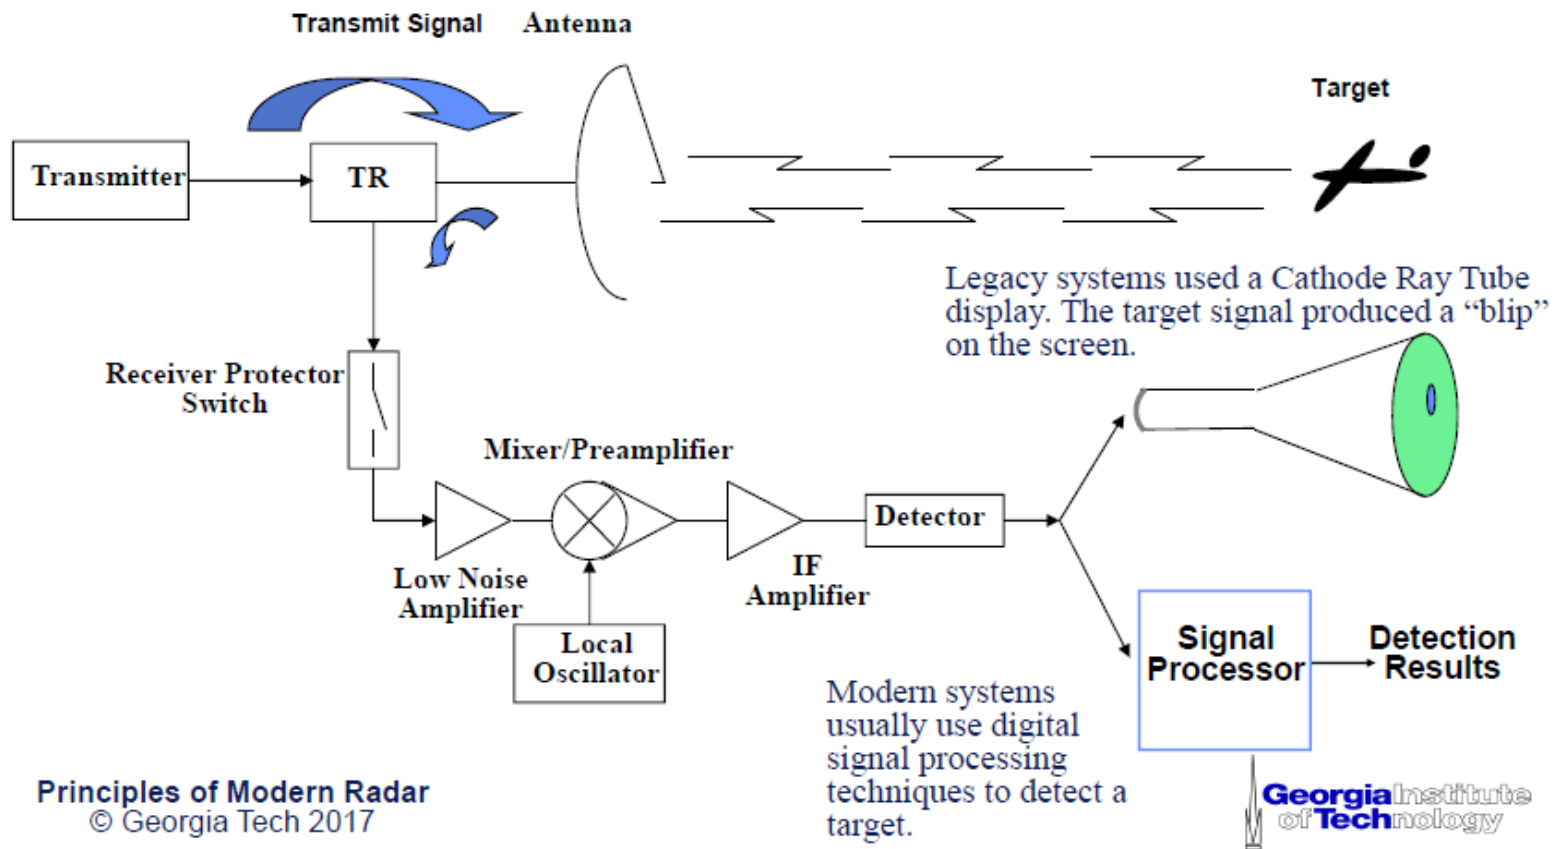 Transmit Signal
Antenna
Target
Transmitter
TR
Legacy systems used a Cathode Ray Tube
display. The target signal produced a “blip”
on the screen.
Receiver Protector
Switch
Mixer/Preamplifier
Detector
Low Noise
Amplifier
IF
Amplifier
Local
Oscillator
Signal
Processor
Detection
Results
Modern systems
usually use digital
signal processing
techniques to detect a
target.
Principles of Modern Radar
© Georgia Tech 2017
GeorgiaInstitute
of Technology